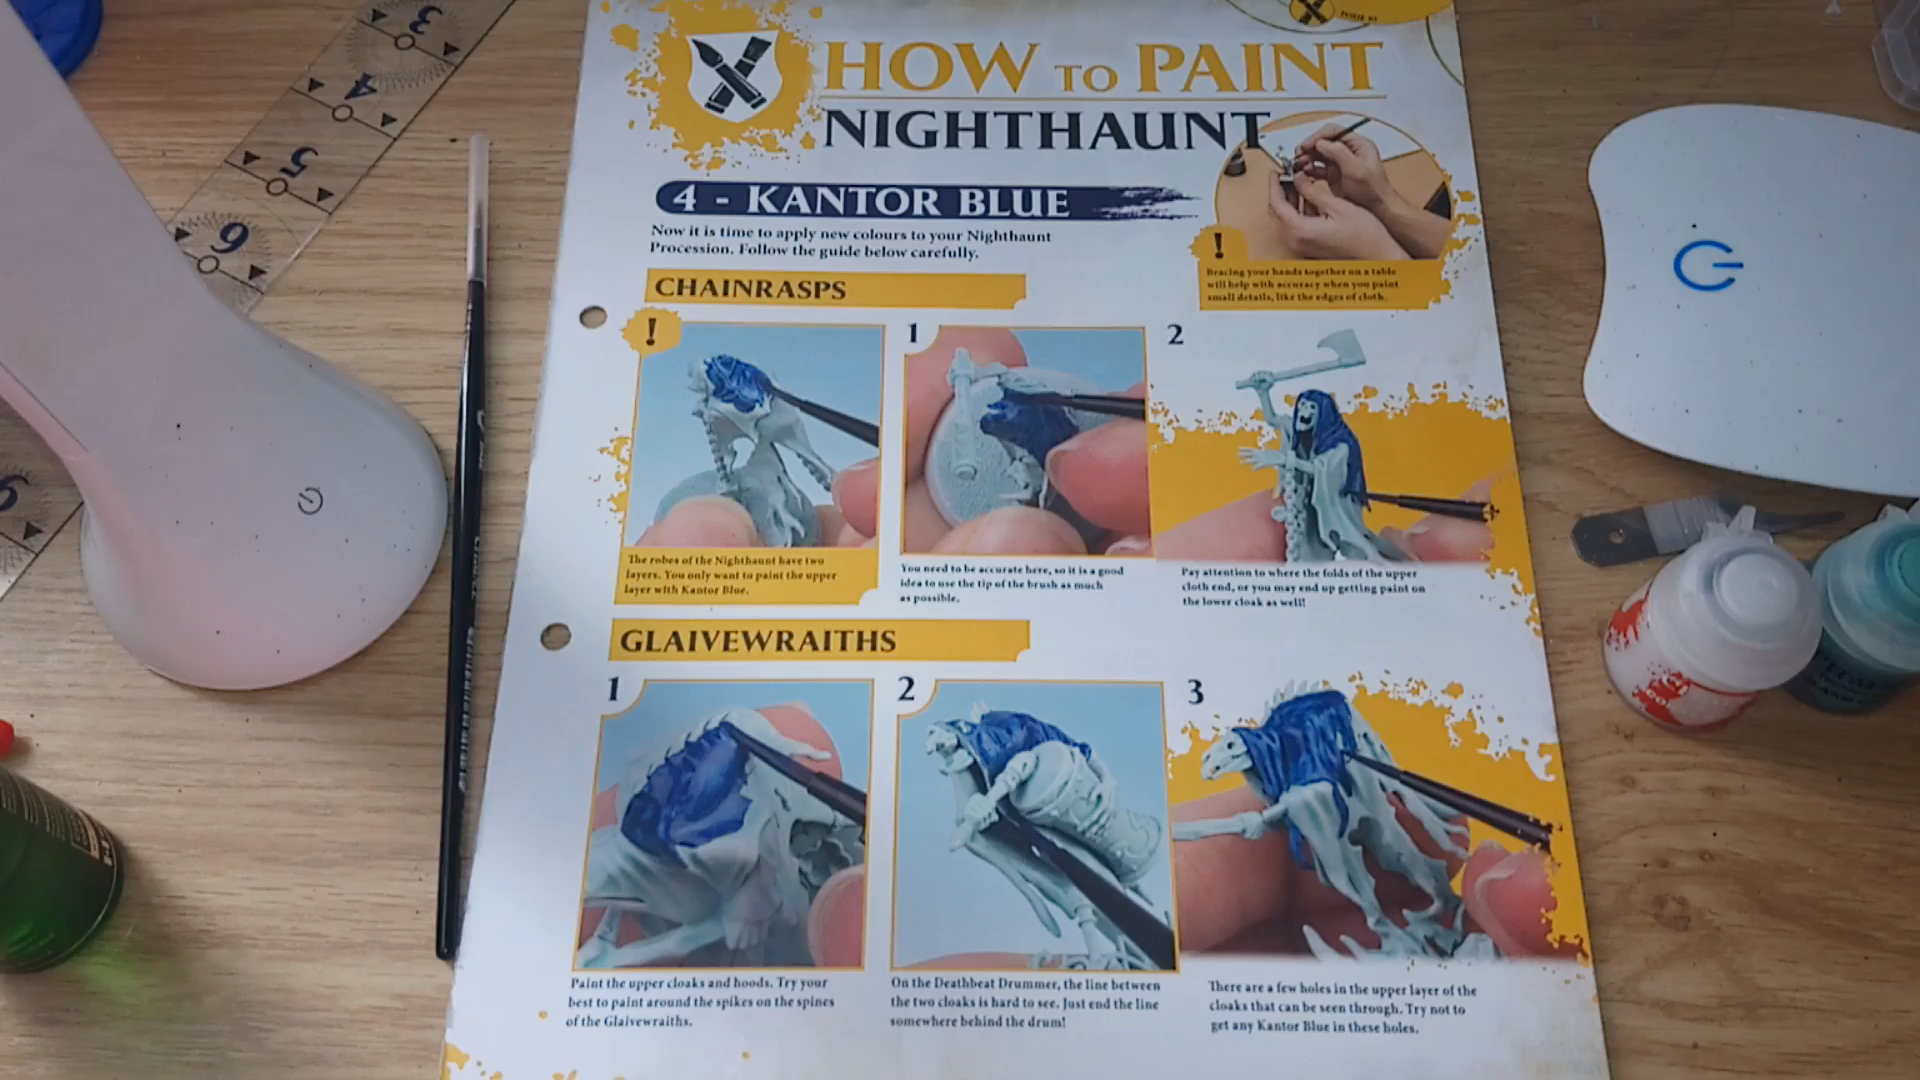 HOW TO PAINT
NIGHTHAUNT
4 - KANTOR BLUE
Now it is time to apply new colours to your Nighthaunt
Procession. Follow the guide below carefully.
!
Bracing your hands together on a table
will help with accuracy when you paint
small details, like the edges of cloth.
CHAINRASPS
!
The robes of the Nighthaunt have two
layers. You only want to paint the upper
layer with Kantor Blue.
1
You need to be accurate here, so it is a good
idea to use the tip of the brush as much
as possible.
2
Pay attention to where the folds of the upper
cloth end, or you may end up getting paint on
the lower cloak as well!
GLAIVEWRAITHS
1
Paint the upper cloaks and hoods. Try your
best to paint around the spikes on the spines
of the Glaivewraiths.
2
On the Deathbeat Drummer, the line between
the two cloaks is hard to see. Just end the line
somewhere behind the drum!
3
There are a few holes in the upper layer of the
cloaks that can be seen through. Try not to
get any Kantor Blue in these holes.
3
4
5
6
9